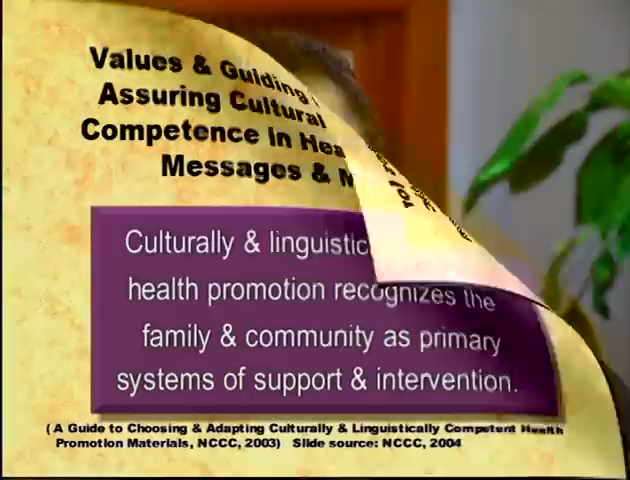 Values & Guiding
Assuring Cultural
Competence in Hea
Messages & M
for
Culturally & linguistic
health promotion recognizes the
family & community as primary
systems of support & intervention.
( A Guide to Choosing & Adapting Culturally & Linguistically Competent Health
Promotion Materials, NCCC, 2003) Slide source: NCCC, 2004